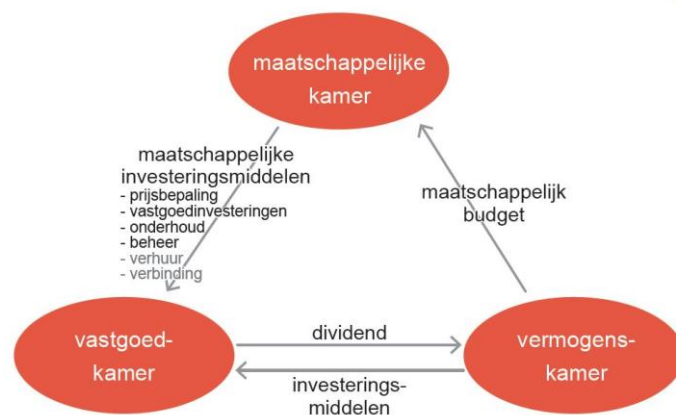 maatschappelijke
kamer
maatschappelijke
investeringsmiddelen
- prijsbepaling
- vastgoedinvesteringen
- onderhoud
- beheer
- verhuur
- verbinding
maatschappelijk
budget
vastgoed-
kamer
dividend
investerings-
middelen
vermogens-
kamer